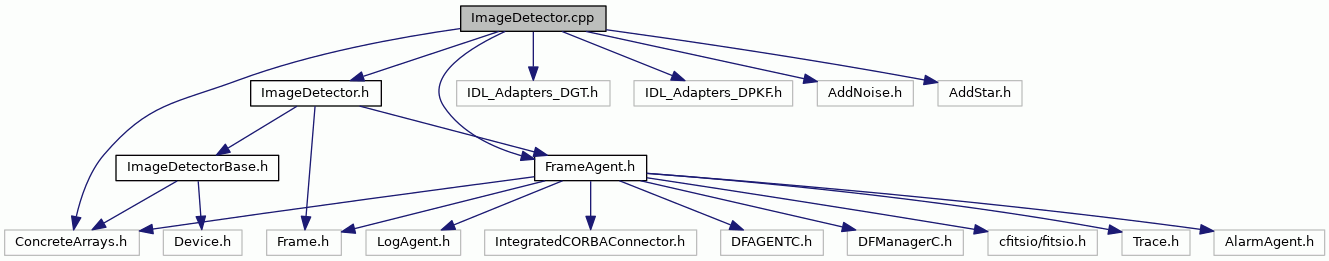 ImageDetector.cpp
ImageDetector.h
IDL_Adapters_DGT.h
IDL_Adapters_DPKF.h
AddNoise.h
AddStar.h
ImageDetectorBase.h
FrameAgent.h
ConcreteArrays.h
Device.h
Frame.h
LogAgent.h
IntegratedCORBAConnector.h
DFAGENTC.h
DFManagerC.h
cfitsio/fitsio.h
Trace.h
AlarmAgent.h